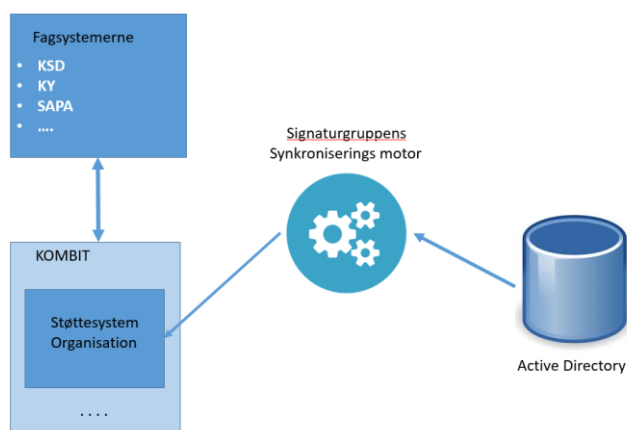 Fagsystemerne
• KSD
• KY
• SAPA
• ....
Signaturgruppens
Synkroniserings motor
KOMBIT
Støttesystem
Organisation
. . . .
Active Directory